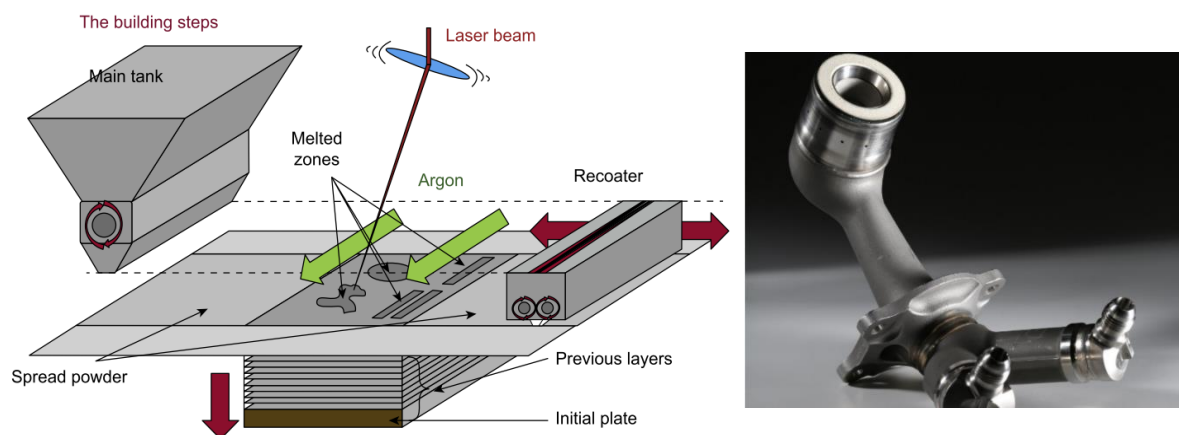 The building steps
Laser beam
Main tank
Melted
zones
Argon
Recoater
Previous layers
Spread powder
Initial plate